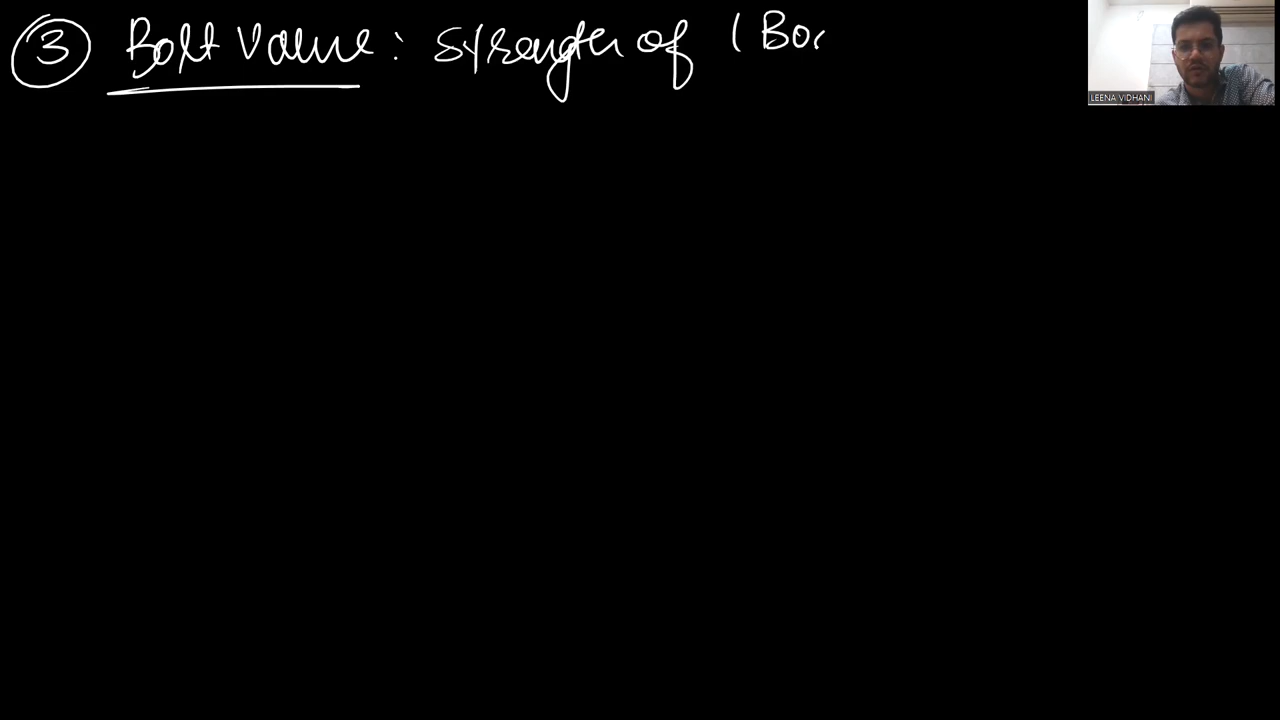 ③ Bolt Value : Strength of 1 Bo
LEENA VIDHANI